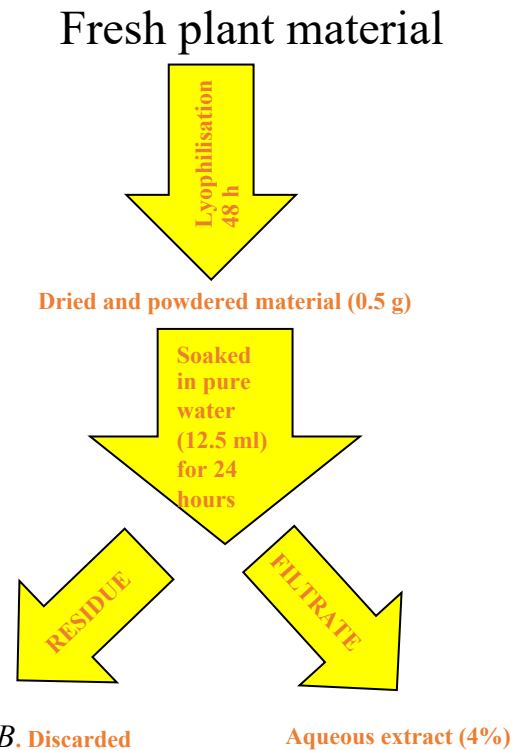 Fresh plant material
Lyophilisation
48 h
Dried and powdered material (0.5 g)
Soaked
in pure
water
(12.5 ml)
for 24
hours
RESIDUE
FILTRATE
B. Discarded
Aqueous extract (4%)